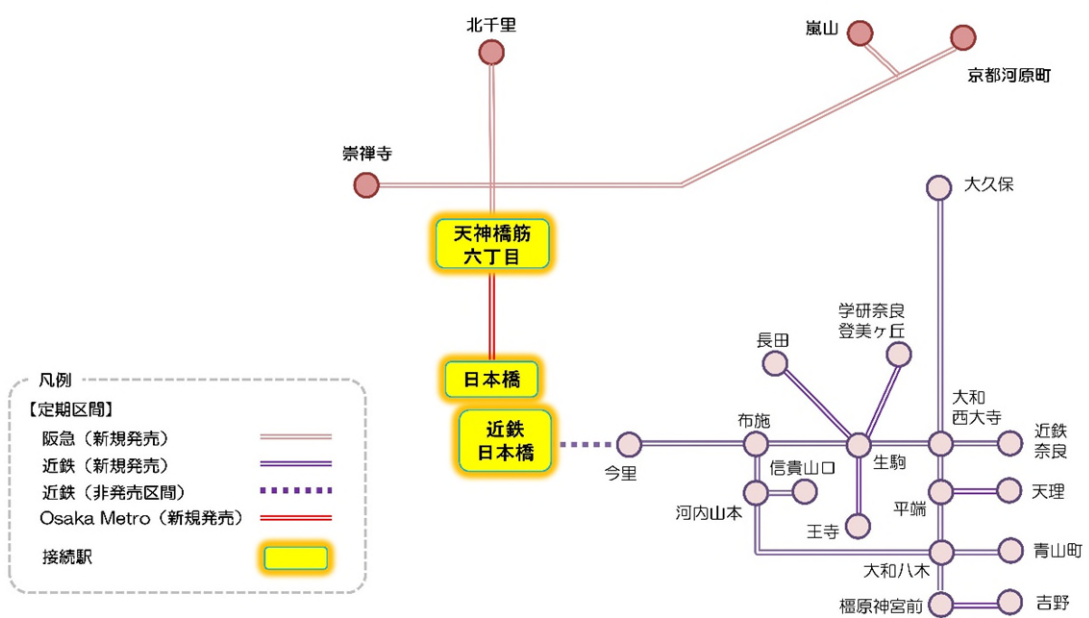 北千里
嵐山
京都河原町
崇禅寺
天神橋筋
六丁目
大久保
学研奈良
登美ヶ丘
長田
日本橋
大和
西大寺
近鉄
日本橋
布施
近鉄
奈良
今里
信貴山口
生駒
河内山本
平端
天理
王寺
大和八木
青山町
橿原神宮前
吉野
凡例
【定期区間】
阪急（新規発売）
近鉄（新規発売）
近鉄（非発売区間）
Osaka Metro（新規発売）
接続駅